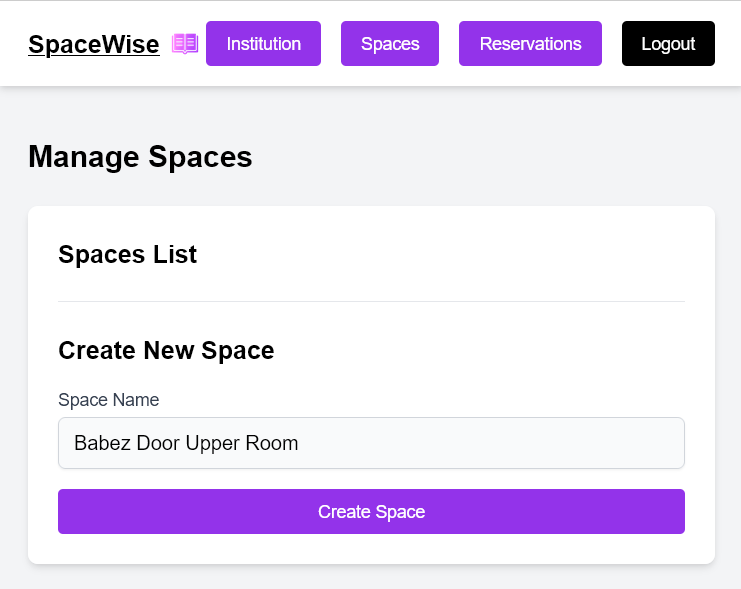 SpaceWise Institution Spaces Reservations Logout
Manage Spaces
Spaces List
Create New Space
Space Name
Babez Door Upper Room
Create Space